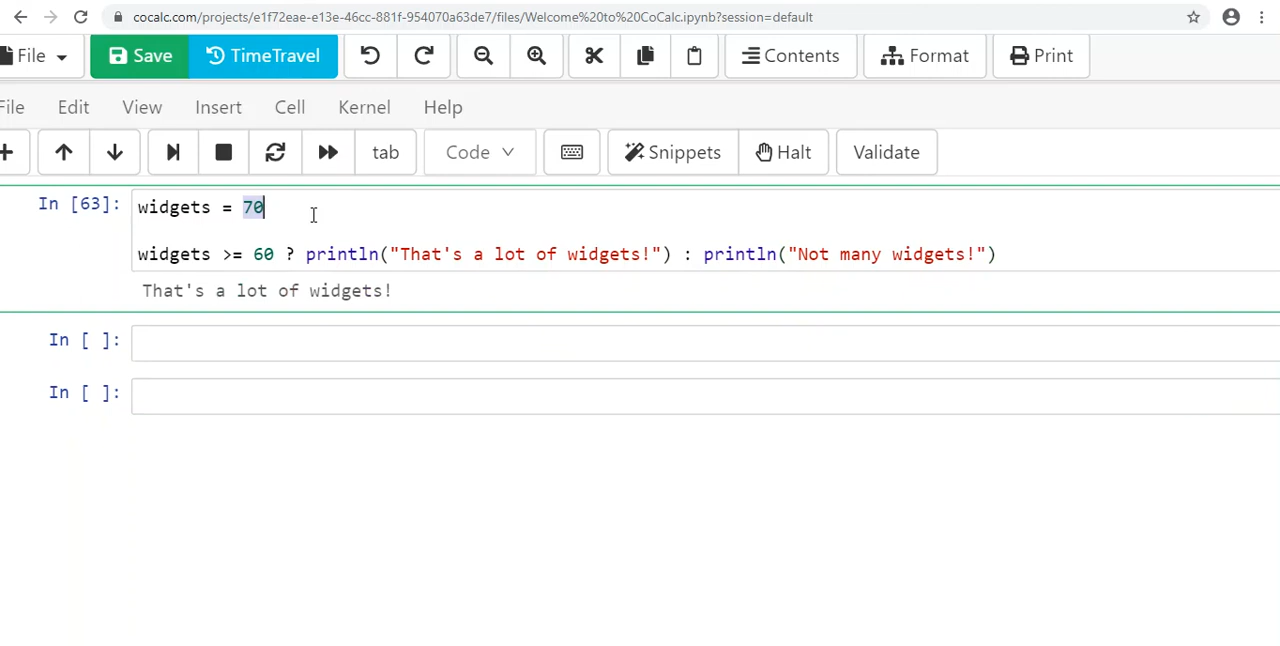 cocalc.com/projects/e1f72eae-e13e-46cc-881f-954070a63de7/files/Welcome%20to%20CoCalc.ipynb?session=default
File Save TimeTravel Contents Format Print
File Edit View Insert Cell Kernel Help
tab Code Snippets Halt Validate
In [63]: widgets = 70
widgets >= 60 ? println("That's a lot of widgets!") : println("Not many widgets!")
That's a lot of widgets!
In [ ]:
In [ ]: